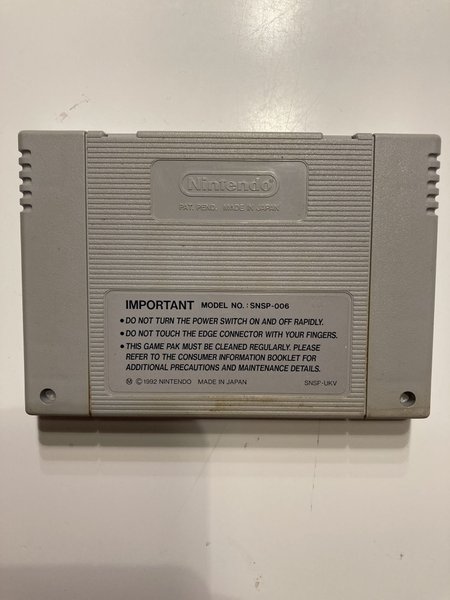 Nintendo®
PAT. PEND. MADE IN JAPAN
IMPORTANT MODEL NO. : SNSP-006
• DO NOT TURN THE POWER SWITCH ON AND OFF RAPIDLY.
• DO NOT TOUCH THE EDGE CONNECTOR WITH YOUR FINGERS.
• THIS GAME PAK MUST BE CLEANED REGULARLY. PLEASE
REFER TO THE CONSUMER INFORMATION BOOKLET FOR
ADDITIONAL PRECAUTIONS AND MAINTENANCE DETAILS.
Ⓜ ©1992 NINTENDO MADE IN JAPAN SNSP-UKV